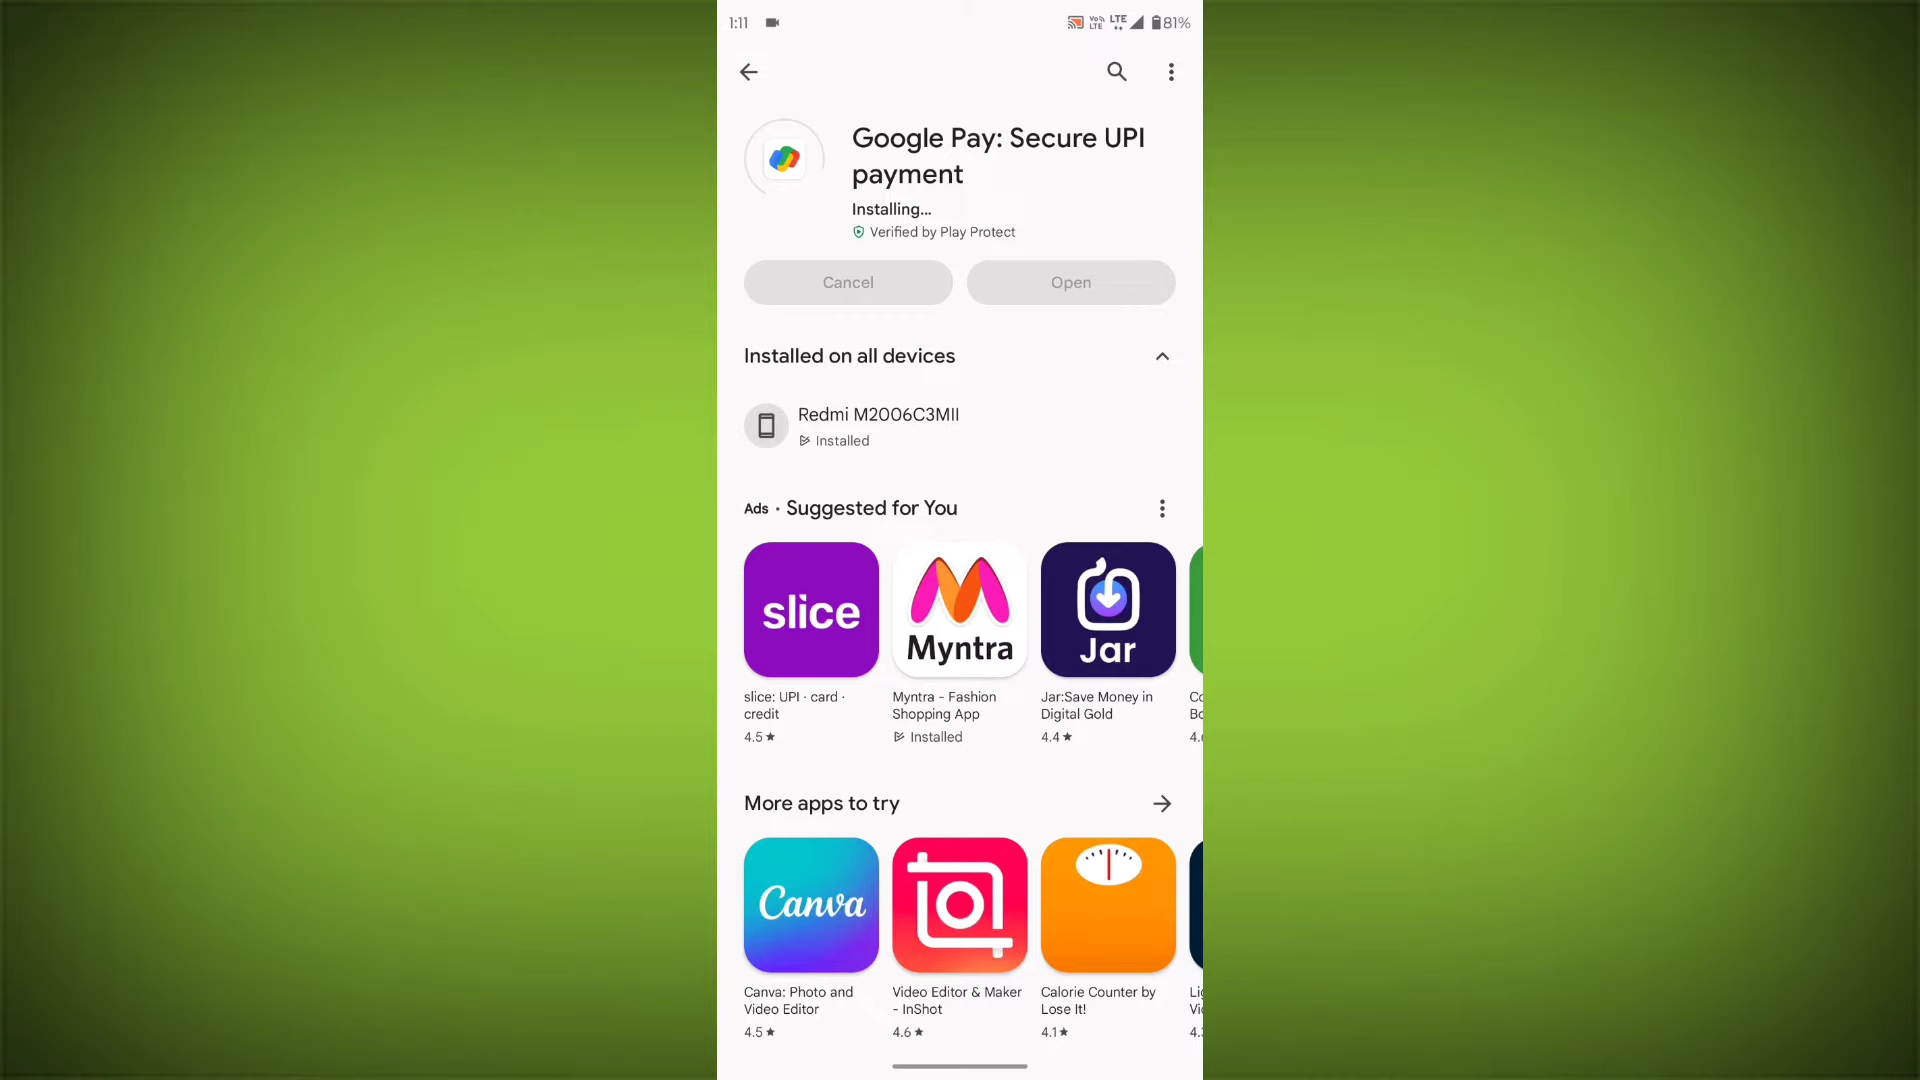 1:11
Vo LTE LTE 81%
Google Pay: Secure UPI
payment
Installing...
Verified by Play Protect
Cancel Open
Installed on all devices
Redmi M2006C3MII
Installed
Ads • Suggested for You
slice
Myntra
Jar
slice: UPI · card ·
credit
4.5★
Myntra - Fashion
Shopping App
Installed
Jar:Save Money in
Digital Gold
4.4★
More apps to try
Canva
Canva: Photo and
Video Editor
4.5★
Video Editor & Maker
- InShot
4.6★
Calorie Counter by
Lose It!
4.1★